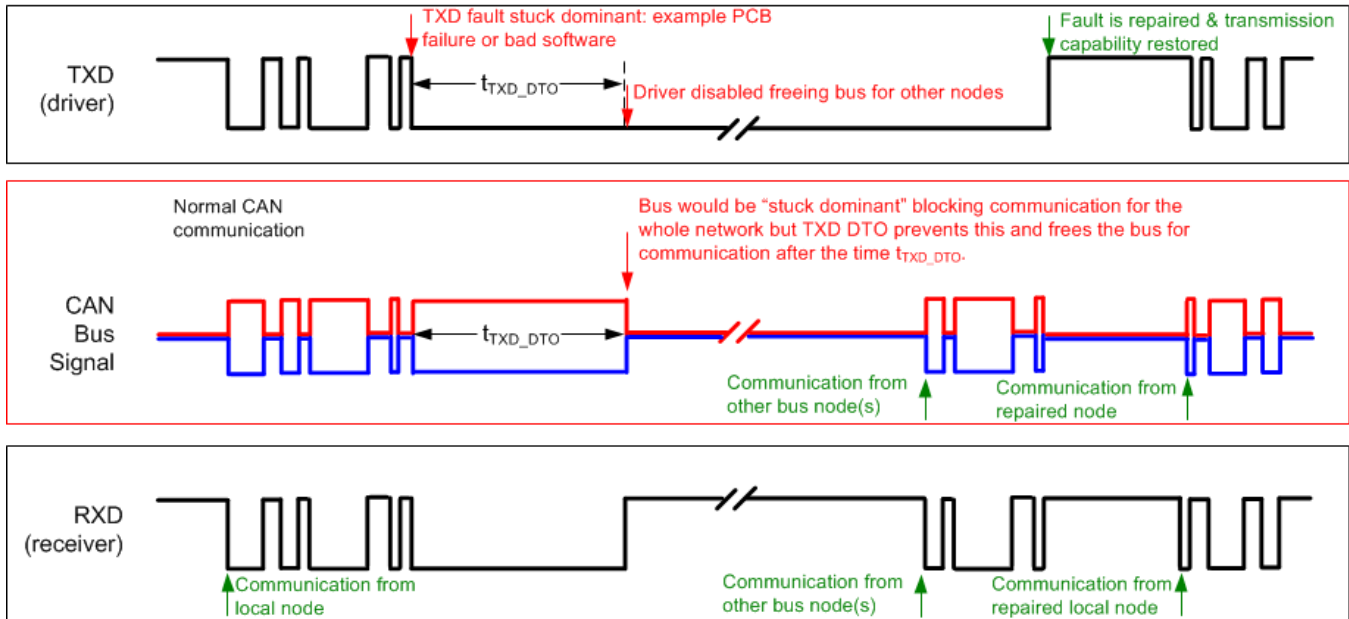 TXD fault stuck dominant: example PCB
failure or bad software
Fault is repaired & transmission
capability restored
TXD
(driver)
tTXD_DTO
Driver disabled freeing bus for other nodes
Normal CAN
communication
Bus would be “stuck dominant” blocking communication for the
whole network but TXD DTO prevents this and frees the bus for
communication after the time tTXD_DTO.
CAN
Bus
Signal
tTXD_DTO
Communication from
other bus node(s)
Communication from
repaired node
RXD
(receiver)
Communication from
local node
Communication from
other bus node(s)
Communication from
repaired local node